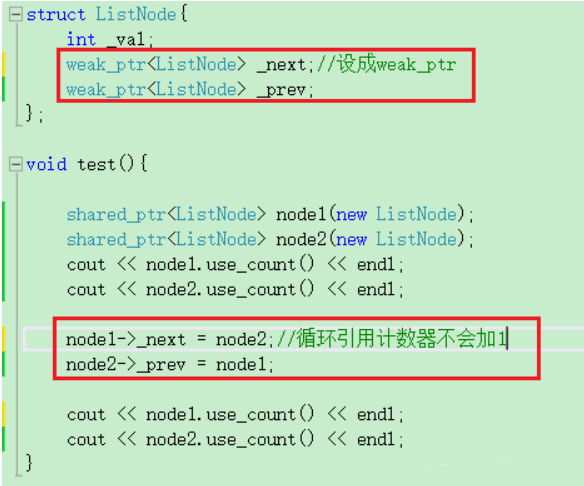 struct ListNode{
int _val;
weak_ptr<ListNode> _next;//设成weak_ptr
weak_ptr<ListNode> _prev;
};
void test(){
shared_ptr<ListNode> node1(new ListNode);
shared_ptr<ListNode> node2(new ListNode);
cout << node1.use_count() << endl;
cout << node2.use_count() << endl;
node1->_next = node2;//循环引用计数器不会加1
node2->_prev = node1;
cout << node1.use_count() << endl;
cout << node2.use_count() << endl;
}